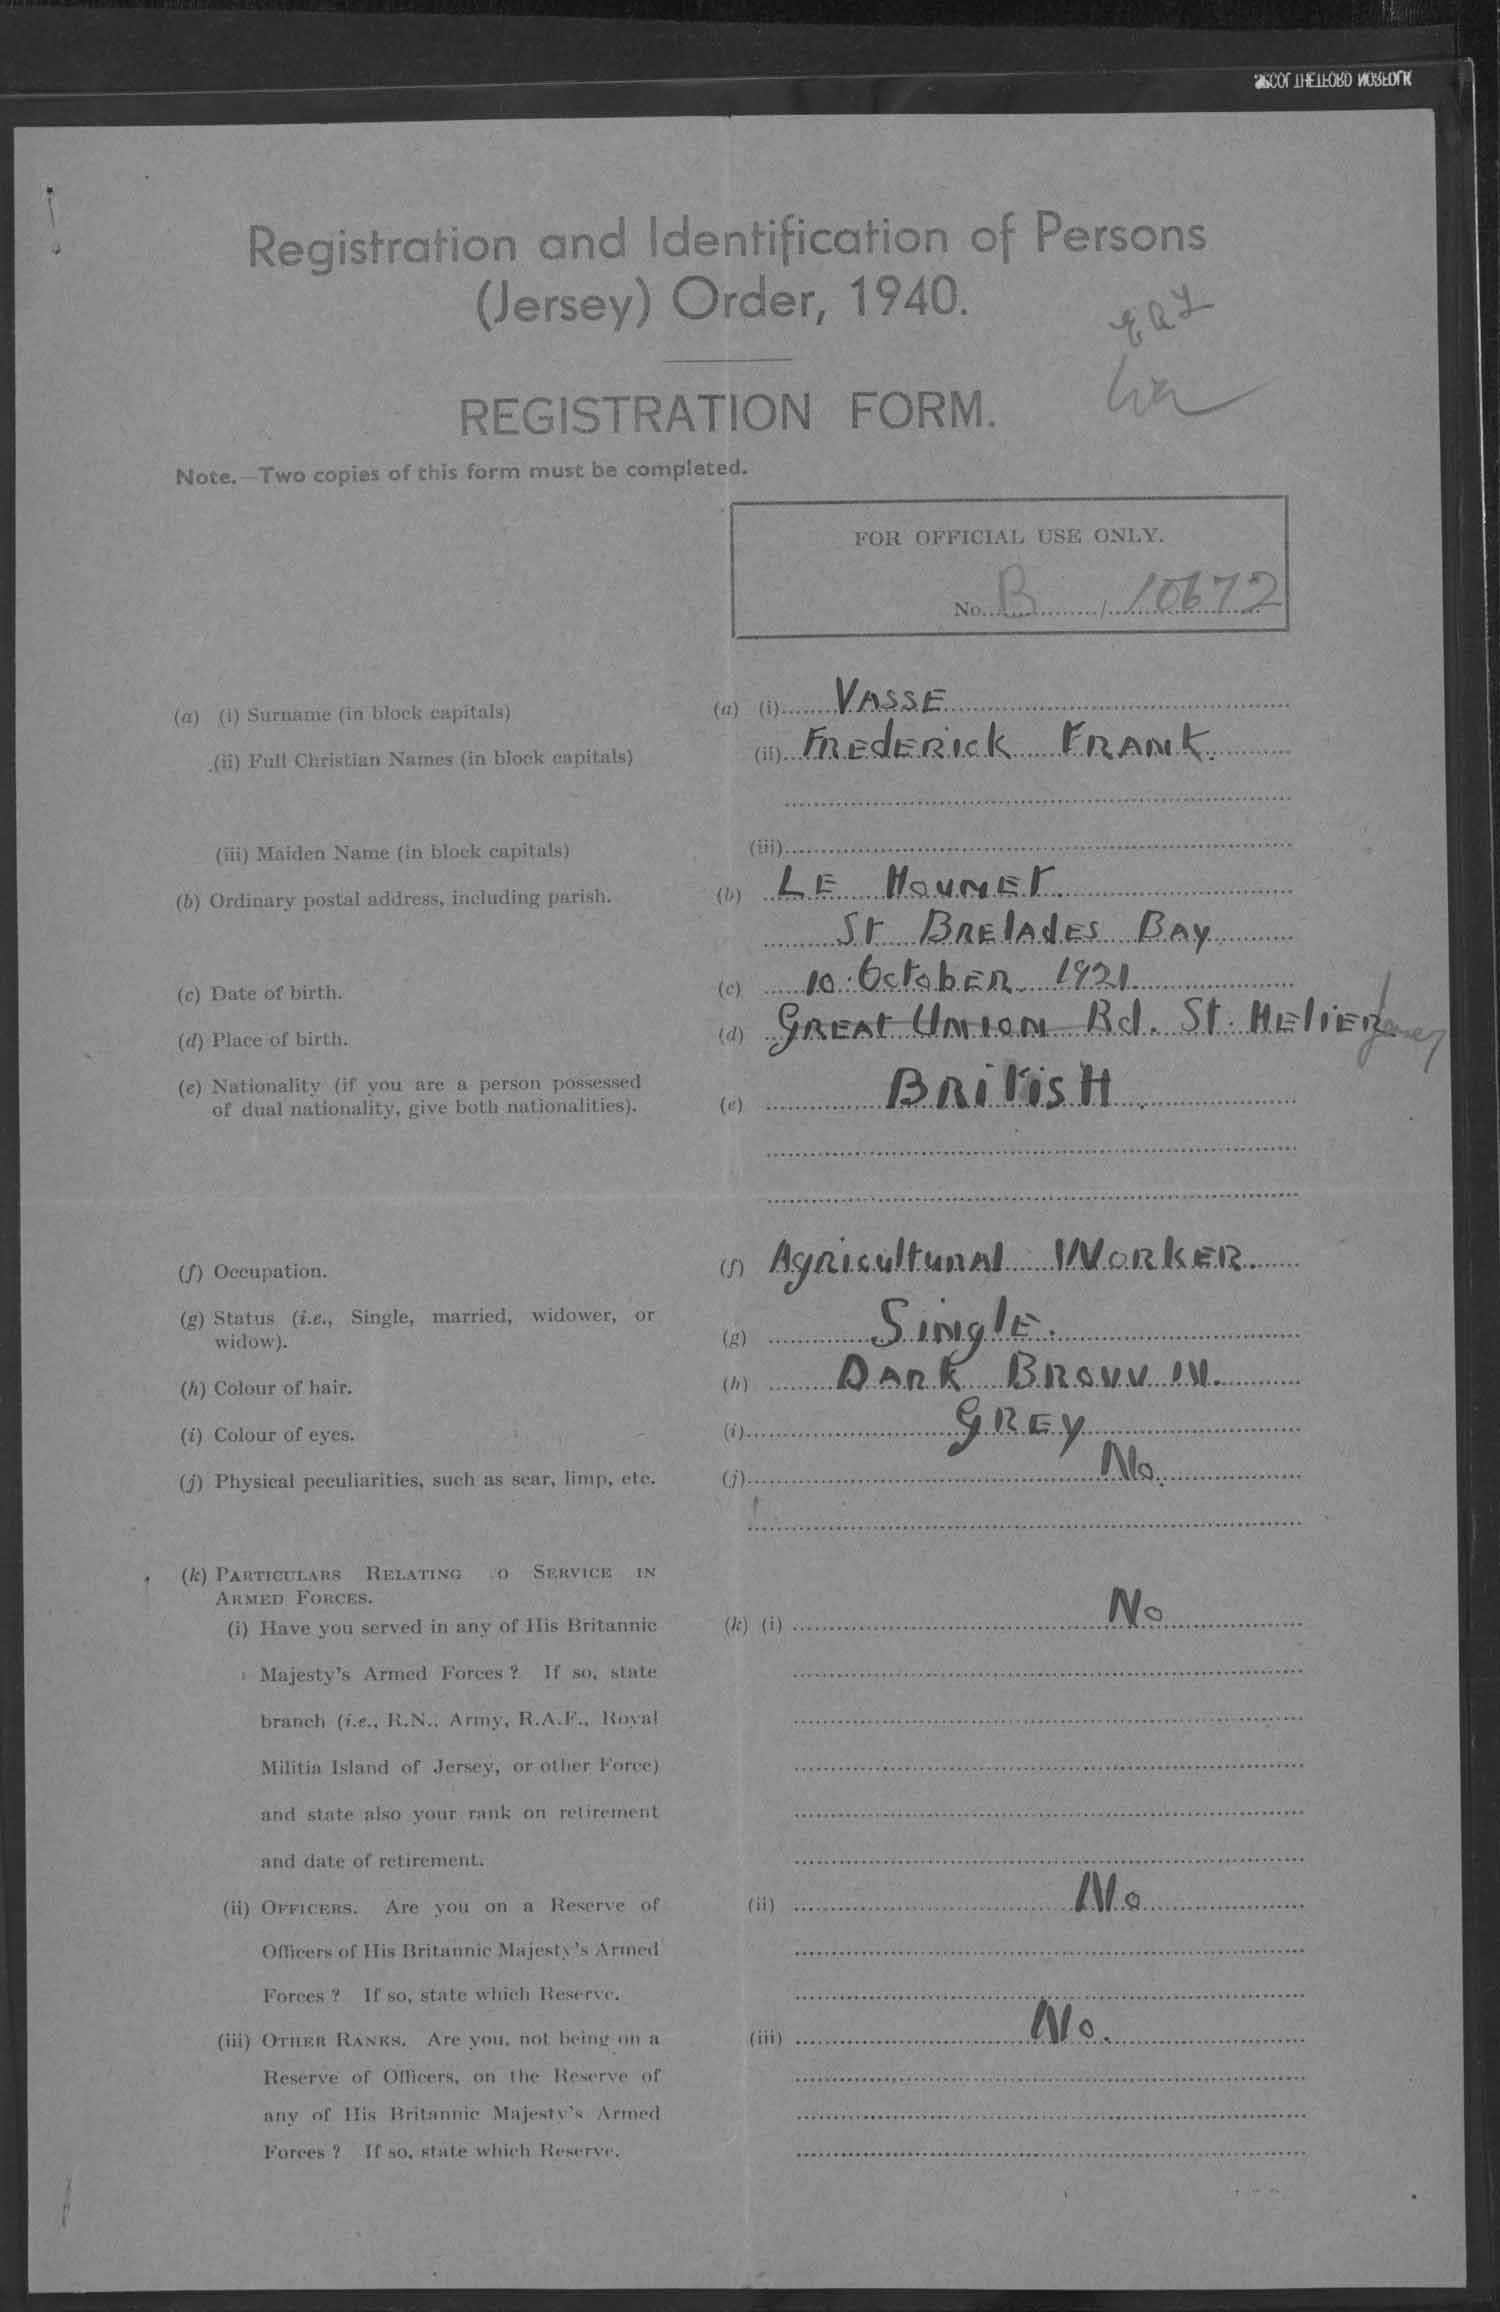 SECOL THETFORD NORFOLK
Registration and Identification of Persons
(Jersey) Order, 1940.
REGISTRATION FORM.
Note.—Two copies of this form must be completed.
FOR OFFICIAL USE ONLY.
No. B / 10672
(a) (i) Surname (in block capitals) (a) (i) VASSE
(ii) Full Christian Names (in block capitals) (ii) FREdERick FRANK.
(iii) Maiden Name (in block capitals) (iii)
(b) Ordinary postal address, including parish. (b) LE HOUMET.
St BRElAdES BAy
(c) Date of birth. (c) 10 OctobER 1921
(d) Place of birth. (d) GREAt UNION Rd. St. HEliER Jersey
(e) Nationality (if you are a person possessed
of dual nationality, give both nationalities). (e) BRitisH
(f) Occupation. (f) AgRicultuRAl WoRkER.
(g) Status (i.e., Single, married, widower, or
widow). (g) SinglE.
(h) Colour of hair. (h) DARK BROWN.
(i) Colour of eyes. (i) GREy
(j) Physical peculiarities, such as scar, limp, etc. (j) No.
(k) PARTICULARS RELATING TO SERVICE IN
ARMED FORCES.
(i) Have you served in any of His Britannic (k) (i) No
Majesty's Armed Forces ? If so, state
branch (i.e., R.N., Army, R.A.F., Royal
Militia Island of Jersey, or other Force)
and state also your rank on retirement
and date of retirement.
(ii) OFFICERS. Are you on a Reserve of (ii) No
Officers of His Britannic Majesty's Armed
Forces ? If so, state which Reserve.
(iii) OTHER RANKS. Are you, not being on a (iii) No.
Reserve of Officers, on the Reserve of
any of His Britannic Majesty's Armed
Forces ? If so, state which Reserve.